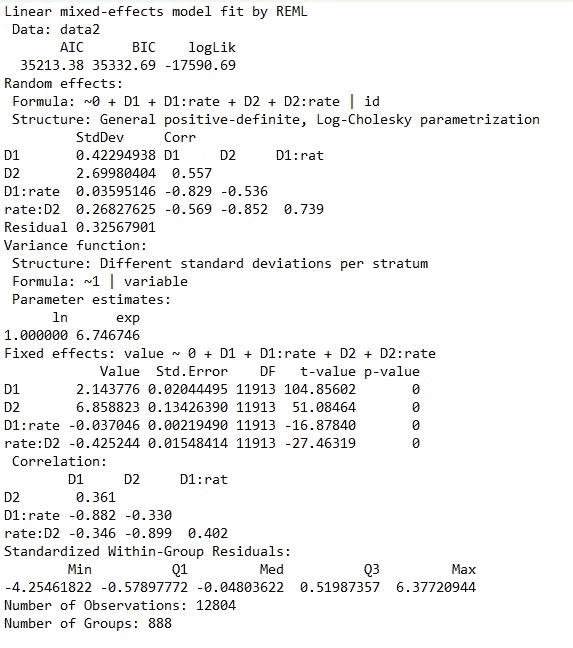 Linear mixed-effects model fit by REML
 Data: data2
       AIC      BIC    logLik
  35213.38 35332.69 -17590.69
Random effects:
 Formula: ~0 + D1 + D1:rate + D2 + D2:rate | id
 Structure: General positive-definite, Log-Cholesky parametrization
         StdDev     Corr
D1       0.42294938 D1     D2     D1:rat
D2       2.69980404  0.557
D1:rate  0.03595146 -0.829 -0.536
rate:D2  0.26827625 -0.569 -0.852  0.739
Residual 0.32567901
Variance function:
 Structure: Different standard deviations per stratum
 Formula: ~1 | variable
 Parameter estimates:
      ln      exp
1.000000 6.746746
Fixed effects: value ~ 0 + D1 + D1:rate + D2 + D2:rate
            Value  Std.Error    DF   t-value p-value
D1       2.143776 0.02044495 11913 104.85602       0
D2       6.858823 0.13426390 11913  51.08464       0
D1:rate -0.037046 0.00219490 11913 -16.87840       0
rate:D2 -0.425244 0.01548414 11913 -27.46319       0
 Correlation:
        D1     D2     D1:rat
D2       0.361
D1:rate -0.882 -0.330
rate:D2 -0.346 -0.899  0.402
Standardized Within-Group Residuals:
        Min          Q1         Med          Q3         Max
-4.25461822 -0.57897772 -0.04803622  0.51987357  6.37720944
Number of Observations: 12804
Number of Groups: 888